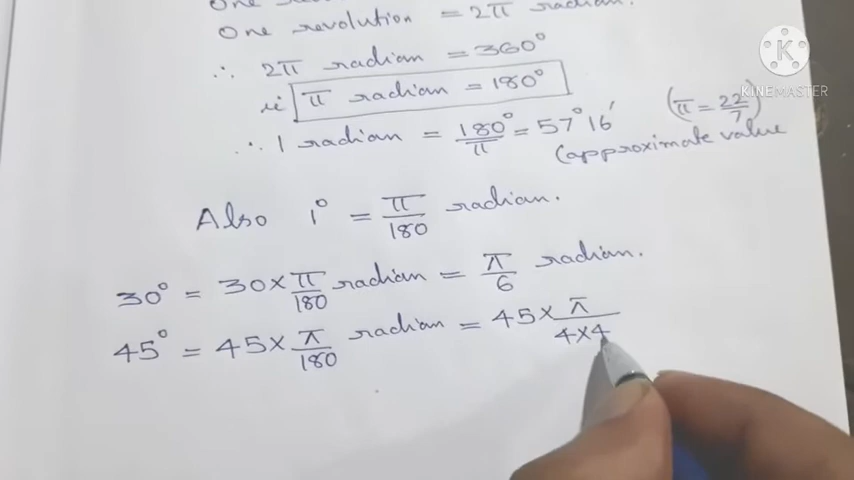 One
One revolution = 2π radian.
∴ 2π radian = 360°
ie π radian = 180°
∴ 1 radian = 180°/π = 57° 16' (π = 22/7)
(approximate value
Also 1° = π/180 radian.
30° = 30 × π/180 radian = π/6 radian.
45° = 45 × π/180 radian = 45 × π/4×4
KINEMASTER